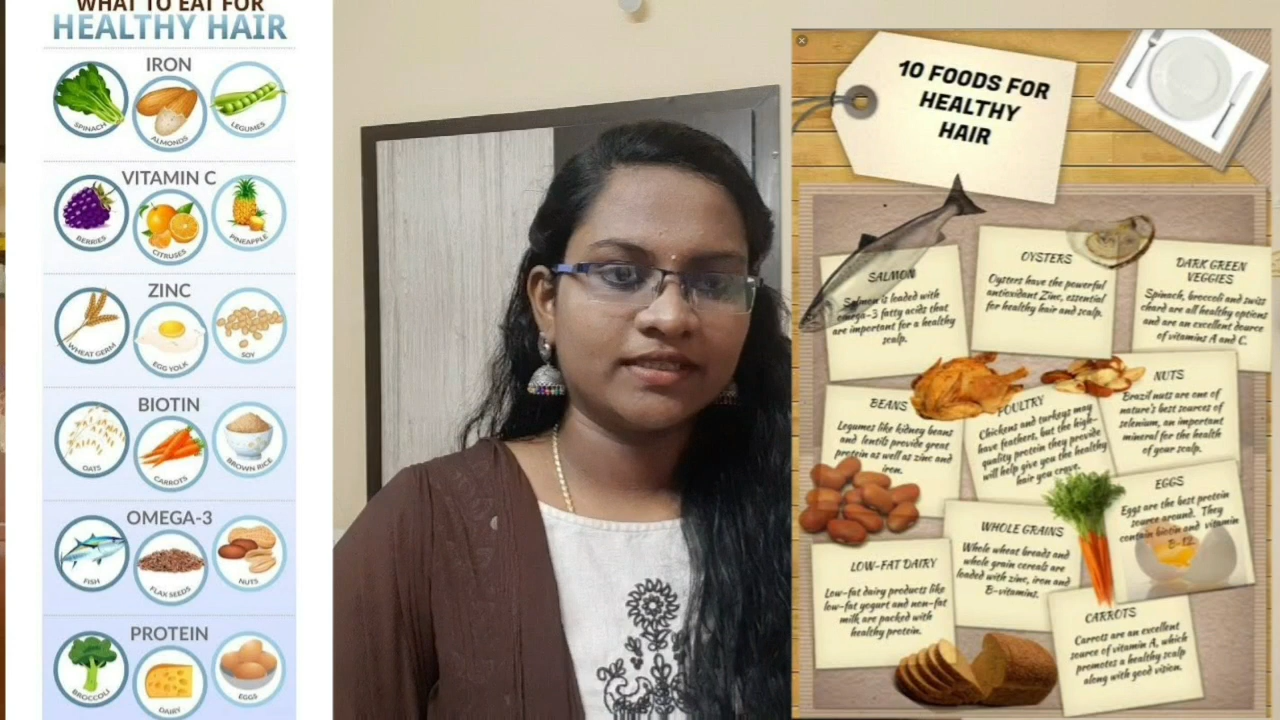 WHAT TO EAT FOR
HEALTHY HAIR
IRON
SPINACH
ALMONDS
LEGUMES
VITAMIN C
BERRIES
CITRUSES
PINEAPPLE
ZINC
WHEAT GERM
EGG YOLK
SOY
BIOTIN
OATS
CARROTS
BROWN RICE
OMEGA-3
FISH
FLAX SEEDS
NUTS
PROTEIN
BROCCOLI
DAIRY
EGGS
10 FOODS FOR
HEALTHY
HAIR
SALMON
Salmon is loaded with
omega-3 fatty acids that
are important for a healthy
scalp.
OYSTERS
Oysters have the powerful
antioxidant Zinc, essential
for healthy hair and scalp.
DARK GREEN
VEGGIES
Spinach, broccoli and swiss
chard are all healthy options
and are an excellent source
of vitamins A and C.
BEANS
Legumes like kidney beans
and lentils provide great
protein as well as zinc and
iron.
POULTRY
Chickens and turkeys may
have feathers, but the high-
quality protein they provide
will help give you the healthy
hair you crave.
NUTS
Brazil nuts are one of
nature's best sources of
selenium, an important
mineral for the health
of your scalp.
LOW-FAT DAIRY
Low-fat dairy products like
low-fat yogurt and non-fat
milk are packed with
healthy protein.
WHOLE GRAINS
Whole wheat breads and
whole grain cereals are
loaded with zinc, iron and
B-vitamins.
EGGS
Eggs are the best protein
source around. They
contain biotin and vitamin
B-12.
CARROTS
Carrots are an excellent
source of vitamin A, which
promotes a healthy scalp
along with good vision.